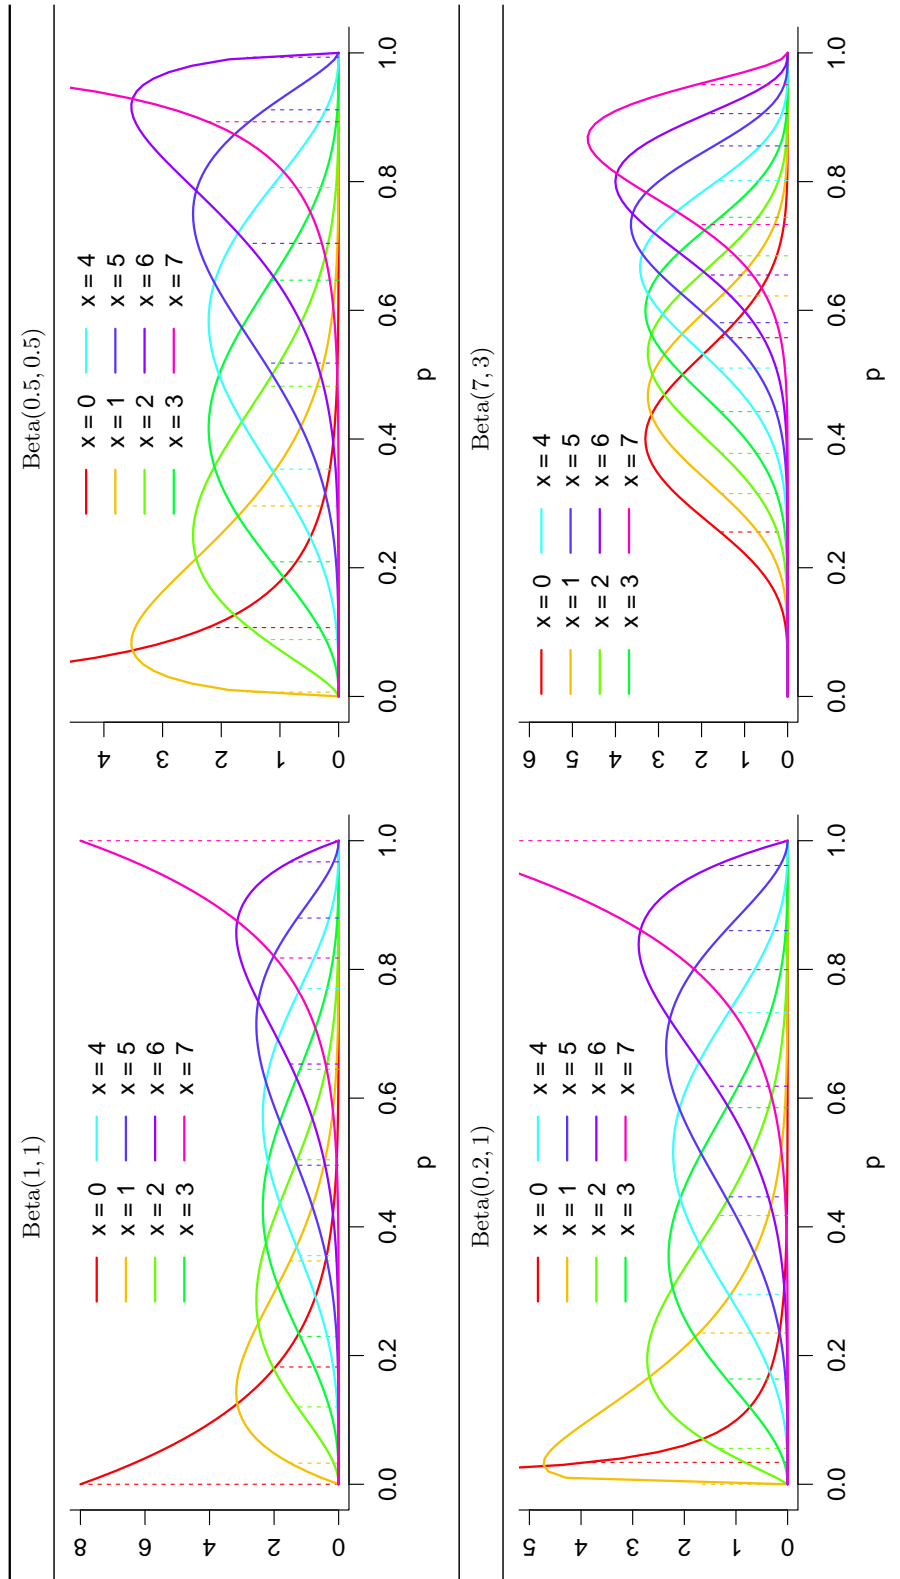 Beta(1, 1)
Beta(0.5, 0.5)
x = 0 x = 4
x = 1 x = 5
x = 2 x = 6
x = 3 x = 7
0 2 4 6 8
0.0 0.2 0.4 0.6 0.8 1.0
p
x = 0 x = 4
x = 1 x = 5
x = 2 x = 6
x = 3 x = 7
0 1 2 3 4
0.0 0.2 0.4 0.6 0.8 1.0
p
Beta(0.2, 1)
Beta(7, 3)
x = 0 x = 4
x = 1 x = 5
x = 2 x = 6
x = 3 x = 7
0 1 2 3 4 5
0.0 0.2 0.4 0.6 0.8 1.0
p
x = 0 x = 4
x = 1 x = 5
x = 2 x = 6
x = 3 x = 7
0 1 2 3 4 5 6
0.0 0.2 0.4 0.6 0.8 1.0
p